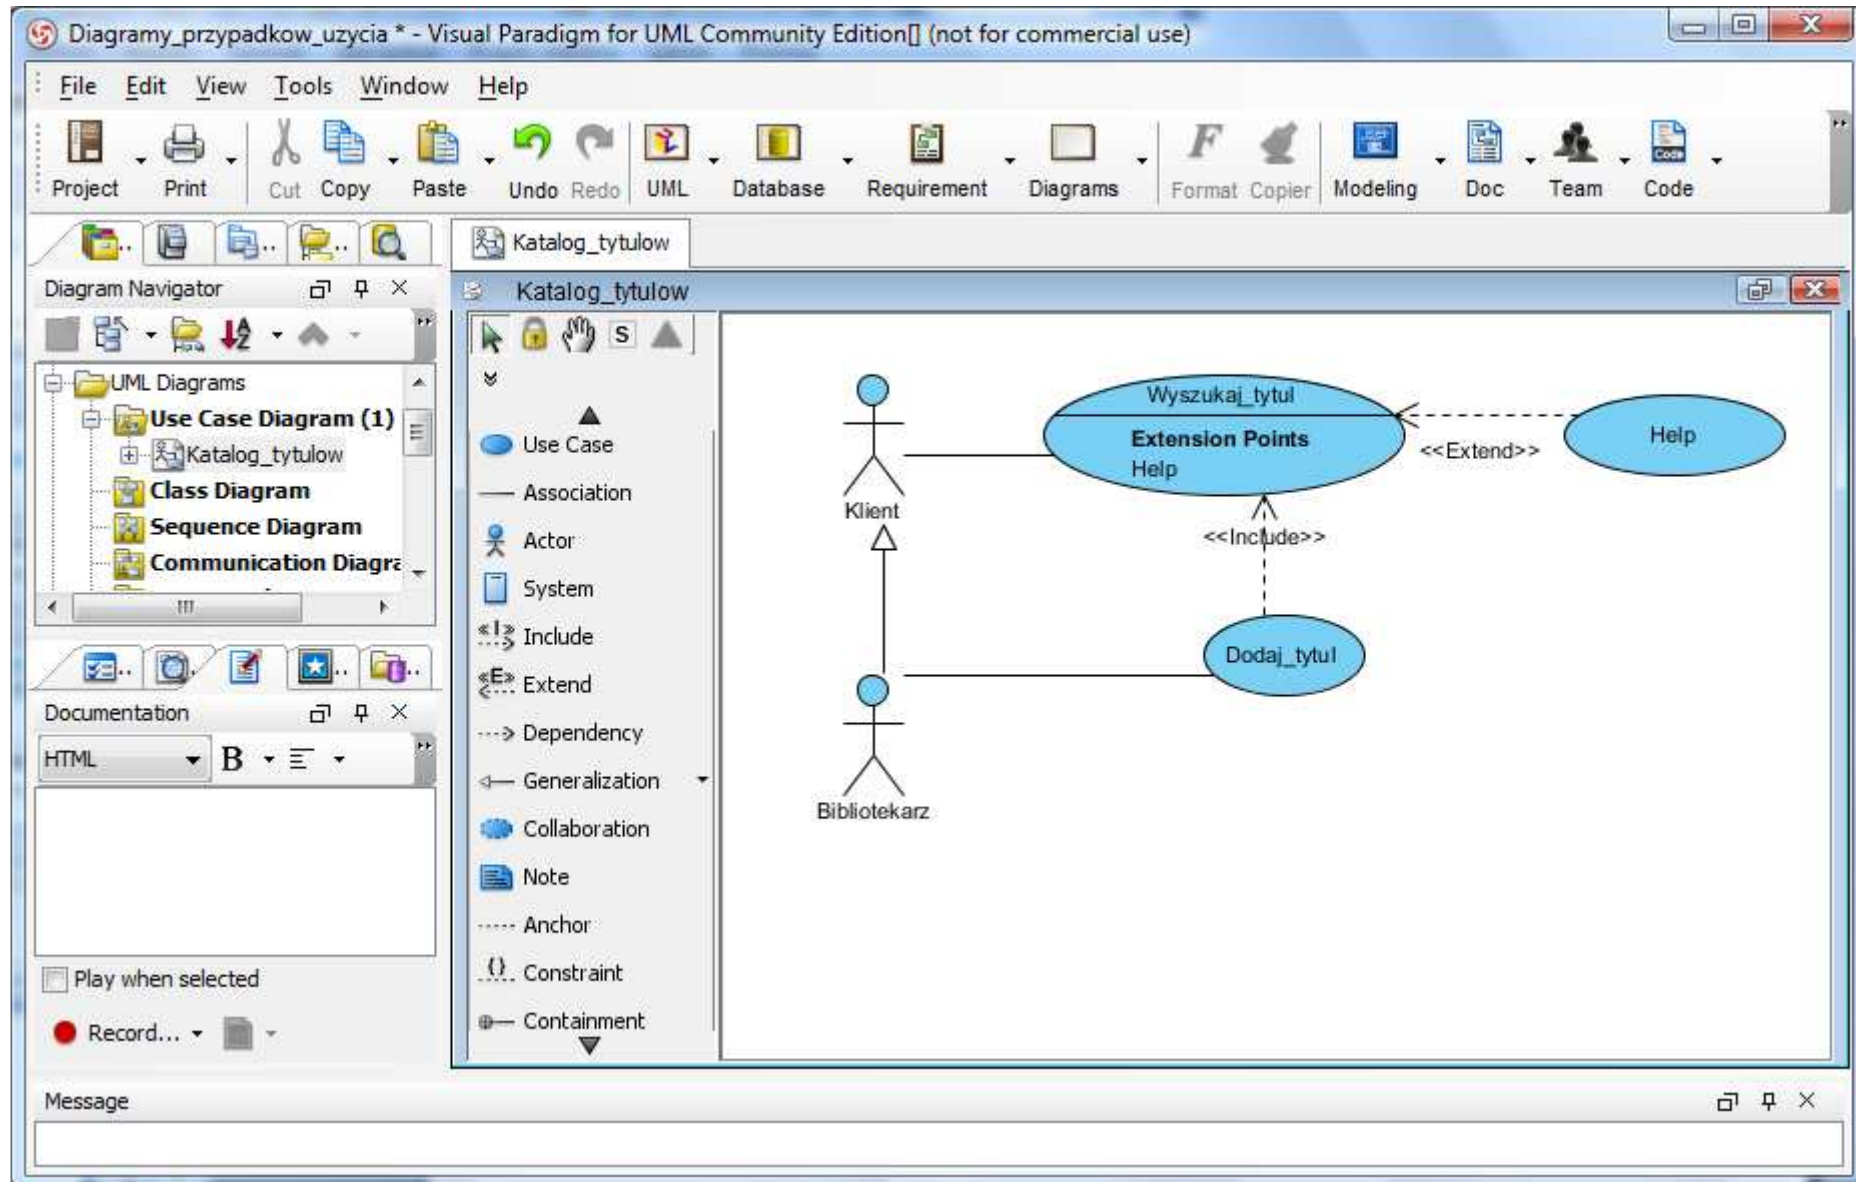 Diagramy_przypadkow_uzycia * - Visual Paradigm for UML Community Edition[] (not for commercial use)
File Edit View Tools Window Help
Project Print Cut Copy Paste Undo Redo UML Database Requirement Diagrams Format Copier Modeling Doc Team Code
Katalog_tytulow
Diagram Navigator
UML Diagrams
Use Case Diagram (1)
Katalog_tytulow
Class Diagram
Sequence Diagram
Communication Diagra
Documentation
HTML B
Play when selected
Record...
Katalog_tytulow
S
Use Case
Association
Actor
System
Include
Extend
Dependency
Generalization
Collaboration
Note
Anchor
Constraint
Containment
Wyszukaj_tytul
Extension Points
Help
<<Extend>>
Help
Klient
<<Include>>
Dodaj_tytul
Bibliotekarz
Message